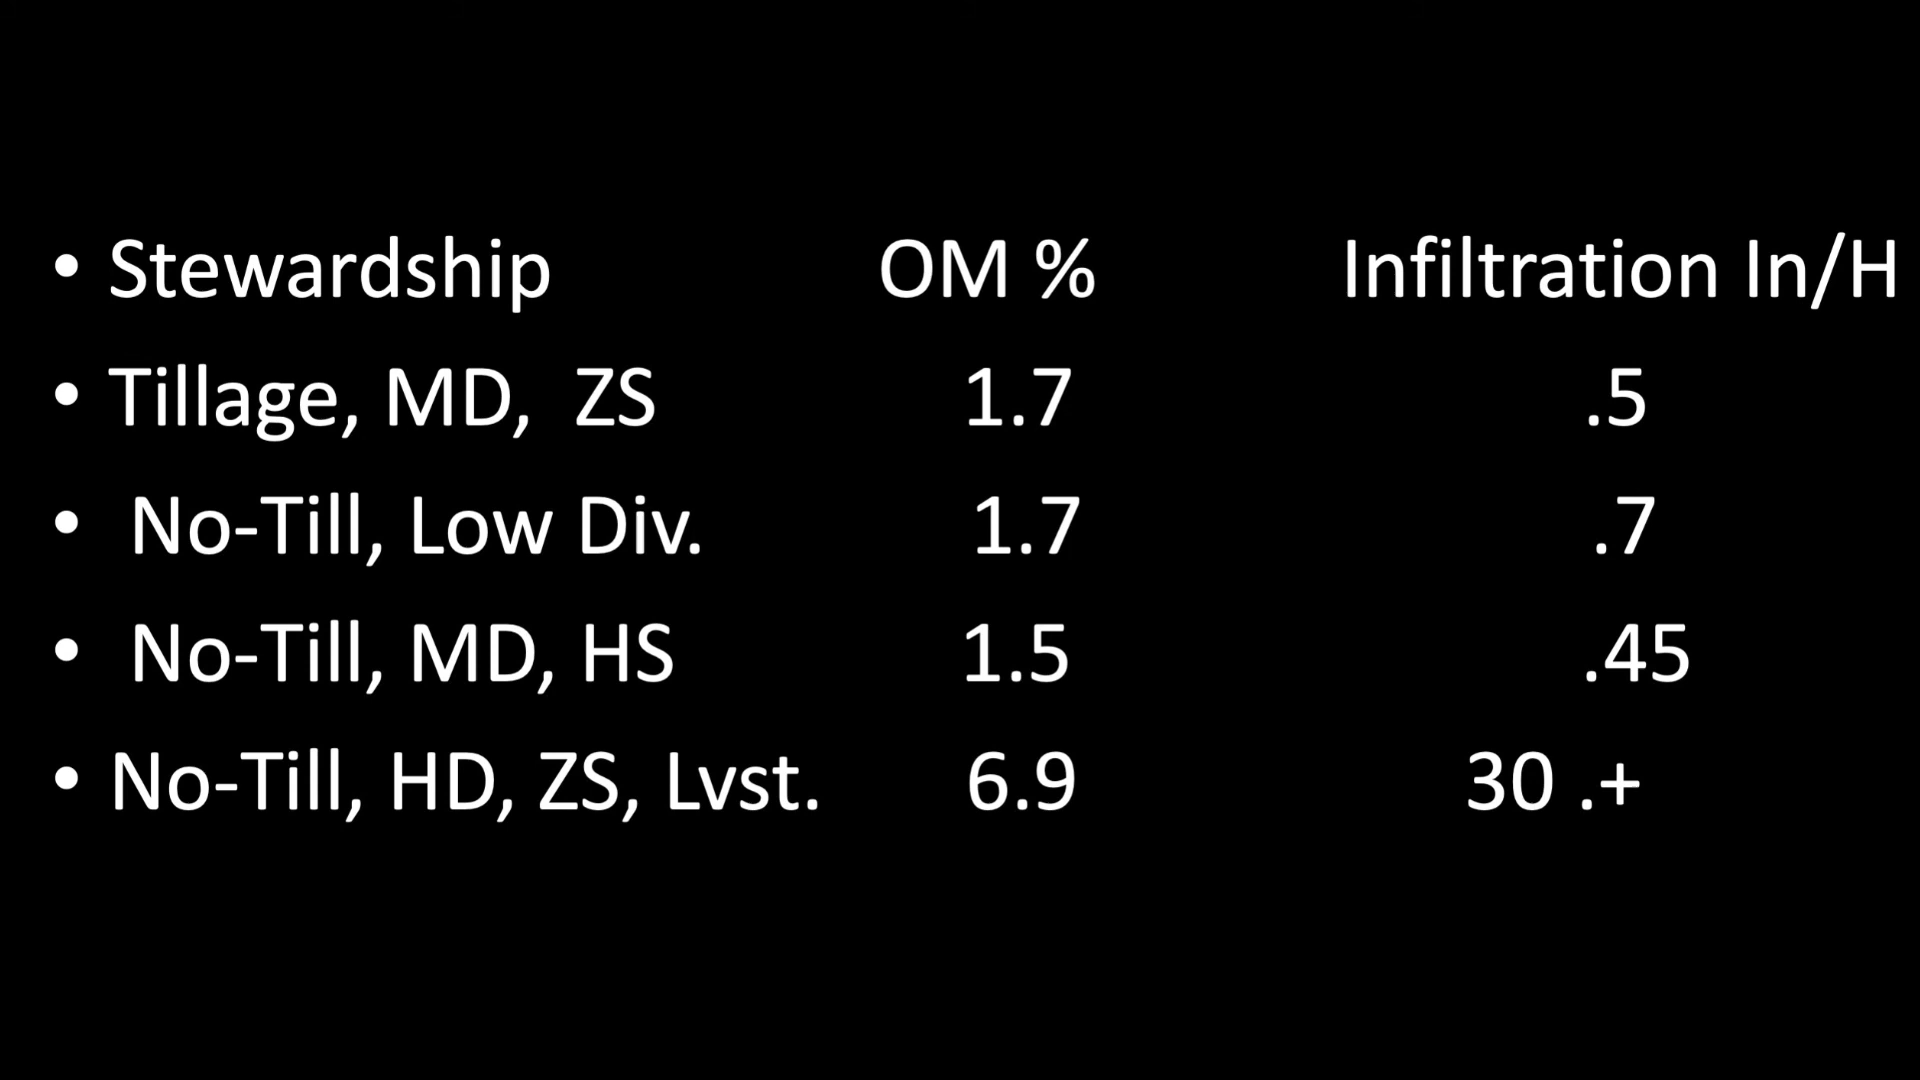 • Stewardship OM % Infiltration In/H
• Tillage, MD, ZS 1.7 .5
• No-Till, Low Div. 1.7 .7
• No-Till, MD, HS 1.5 .45
• No-Till, HD, ZS, Lvst. 6.9 30 .+